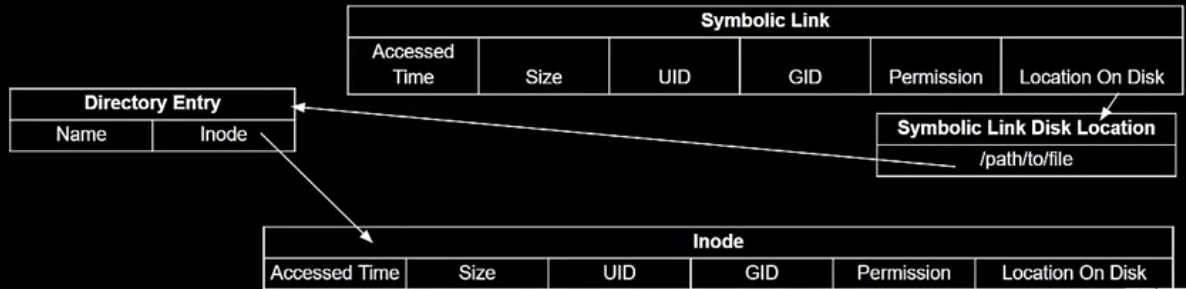 Symbolic Link
Accessed Time Size UID GID Permission Location On Disk
Directory Entry
Name Inode
Symbolic Link Disk Location
/path/to/file
Inode
Accessed Time Size UID GID Permission Location On Disk